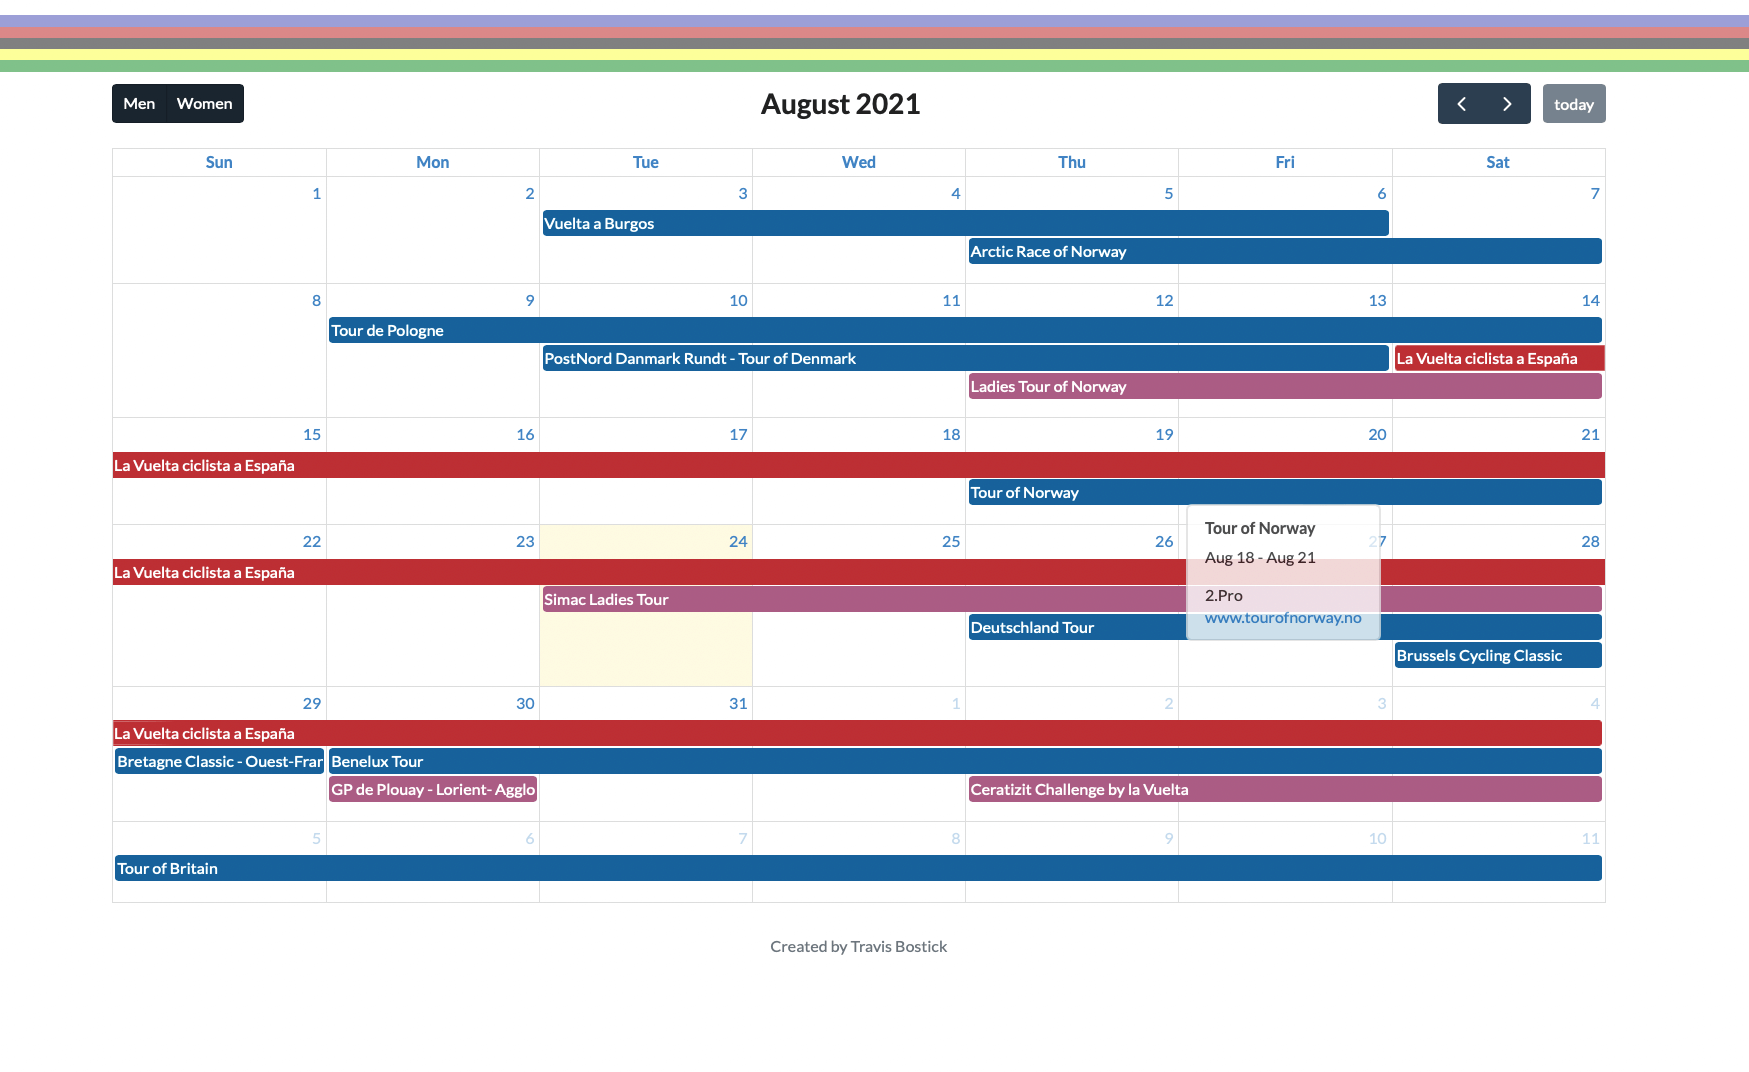 Men Women
August 2021
today
Sun Mon Tue Wed Thu Fri Sat
1 2 3 4 5 6 7
Vuelta a Burgos
Arctic Race of Norway
8 9 10 11 12 13 14
Tour de Pologne
PostNord Danmark Rundt - Tour of Denmark La Vuelta ciclista a España
Ladies Tour of Norway
15 16 17 18 19 20 21
La Vuelta ciclista a España
Tour of Norway
Tour of Norway
Aug 18 - Aug 21
2.Pro
www.tourofnorway.no
22 23 24 25 26 27 28
La Vuelta ciclista a España
Simac Ladies Tour
Deutschland Tour
Brussels Cycling Classic
29 30 31 1 2 3 4
La Vuelta ciclista a España
Bretagne Classic - Ouest-Fran Benelux Tour
GP de Plouay - Lorient- Agglo Ceratizit Challenge by la Vuelta
5 6 7 8 9 10 11
Tour of Britain
Created by Travis Bostick